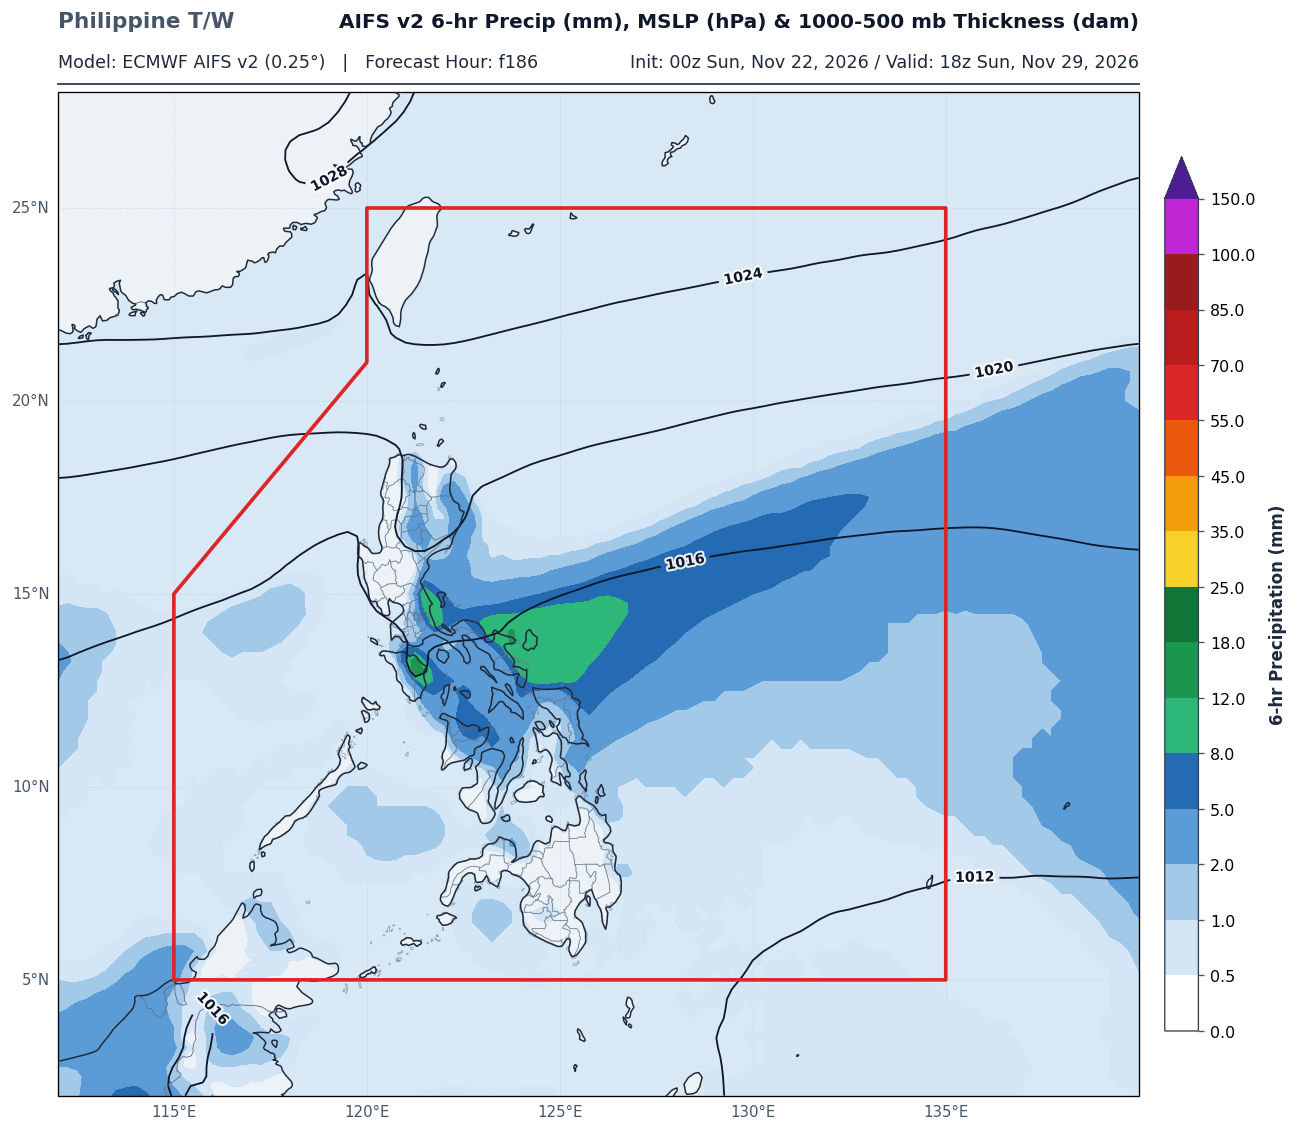 Philippine T/W
AIFS v2 6-hr Precip (mm), MSLP (hPa) & 1000-500 mb Thickness (dam)
Model: ECMWF AIFS v2 (0.25°) | Forecast Hour: f186
Init: 00z Sun, Nov 22, 2026 / Valid: 18z Sun, Nov 29, 2026
25°N
20°N
15°N
10°N
5°N
115°E
120°E
125°E
130°E
135°E
1028
1024
1020
1016
1012
1016
150.0
100.0
85.0
70.0
55.0
45.0
35.0
25.0
18.0
12.0
8.0
5.0
2.0
1.0
0.5
0.0
6-hr Precipitation (mm)